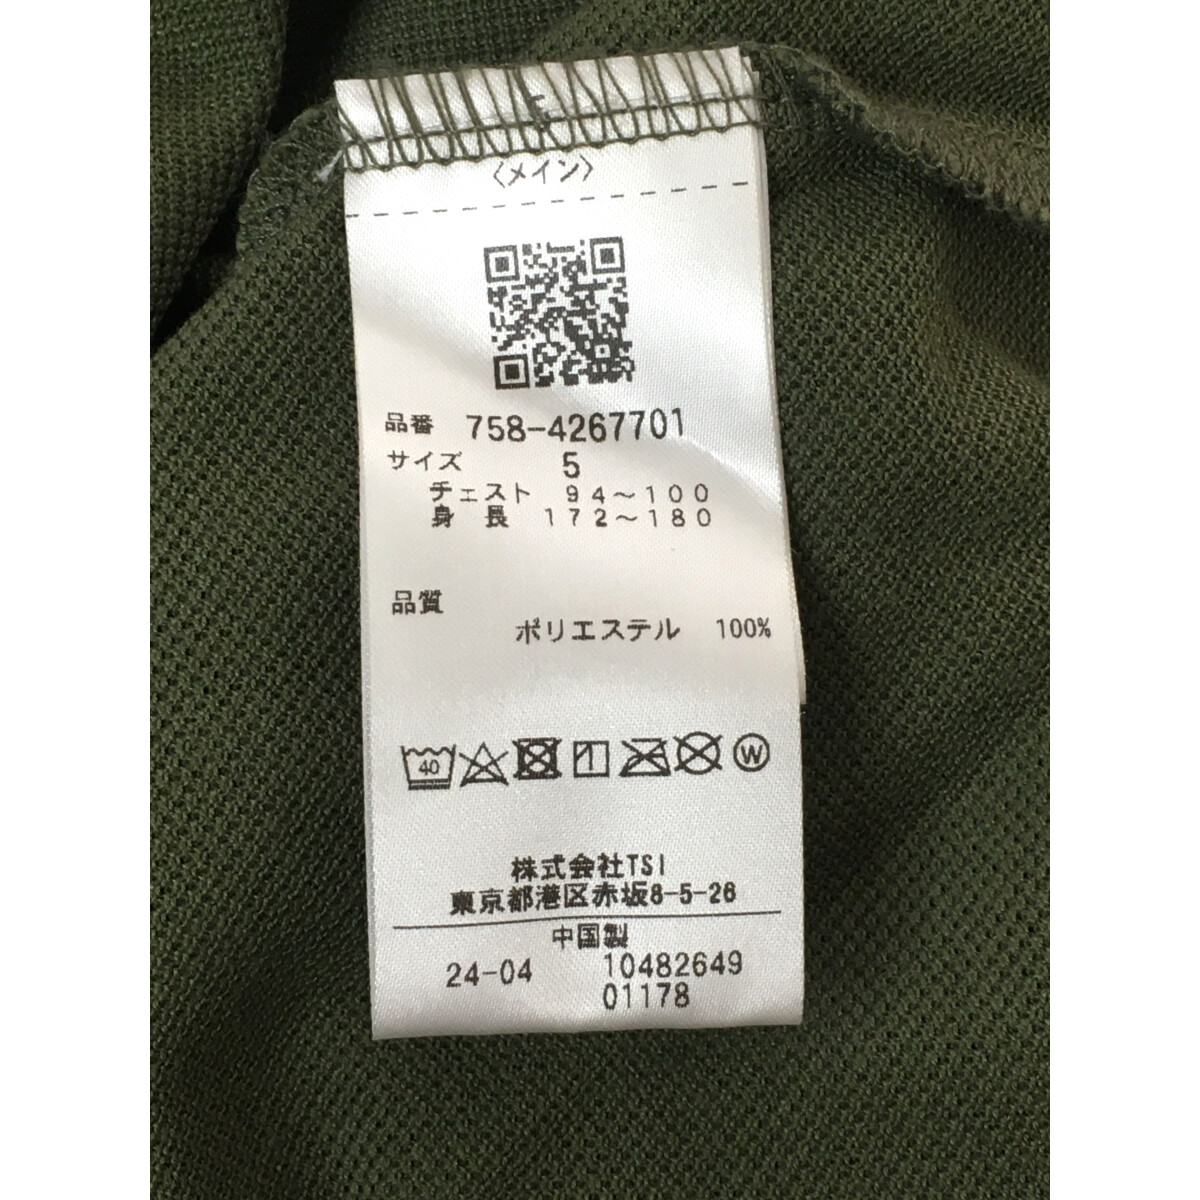 〈メイン〉
品番 758-4267701
サイズ 5
チェスト 94～100
身長 172～180
品質
ポリエステル 100%
40
W
株式会社TSI
東京都港区赤坂8-5-26
中国製
24-04 10482649
01178